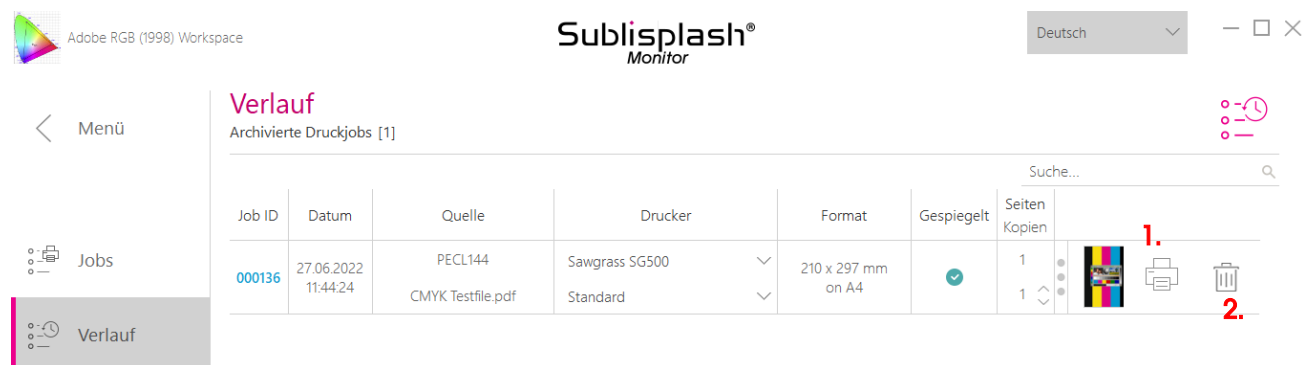 Adobe RGB (1998) Workspace
Sublisplash®
Monitor
Deutsch
Menü
Verlauf
Archivierte Druckjobs [1]
Suche...
Job ID Datum Quelle Drucker Format Gespiegelt Seiten
Kopien
1.
Jobs
000136
27.06.2022
11:44:24
PECL144
CMYK Testfile.pdf
Sawgrass SG500
Standard
210 x 297 mm
on A4
1
1
2.
Verlauf